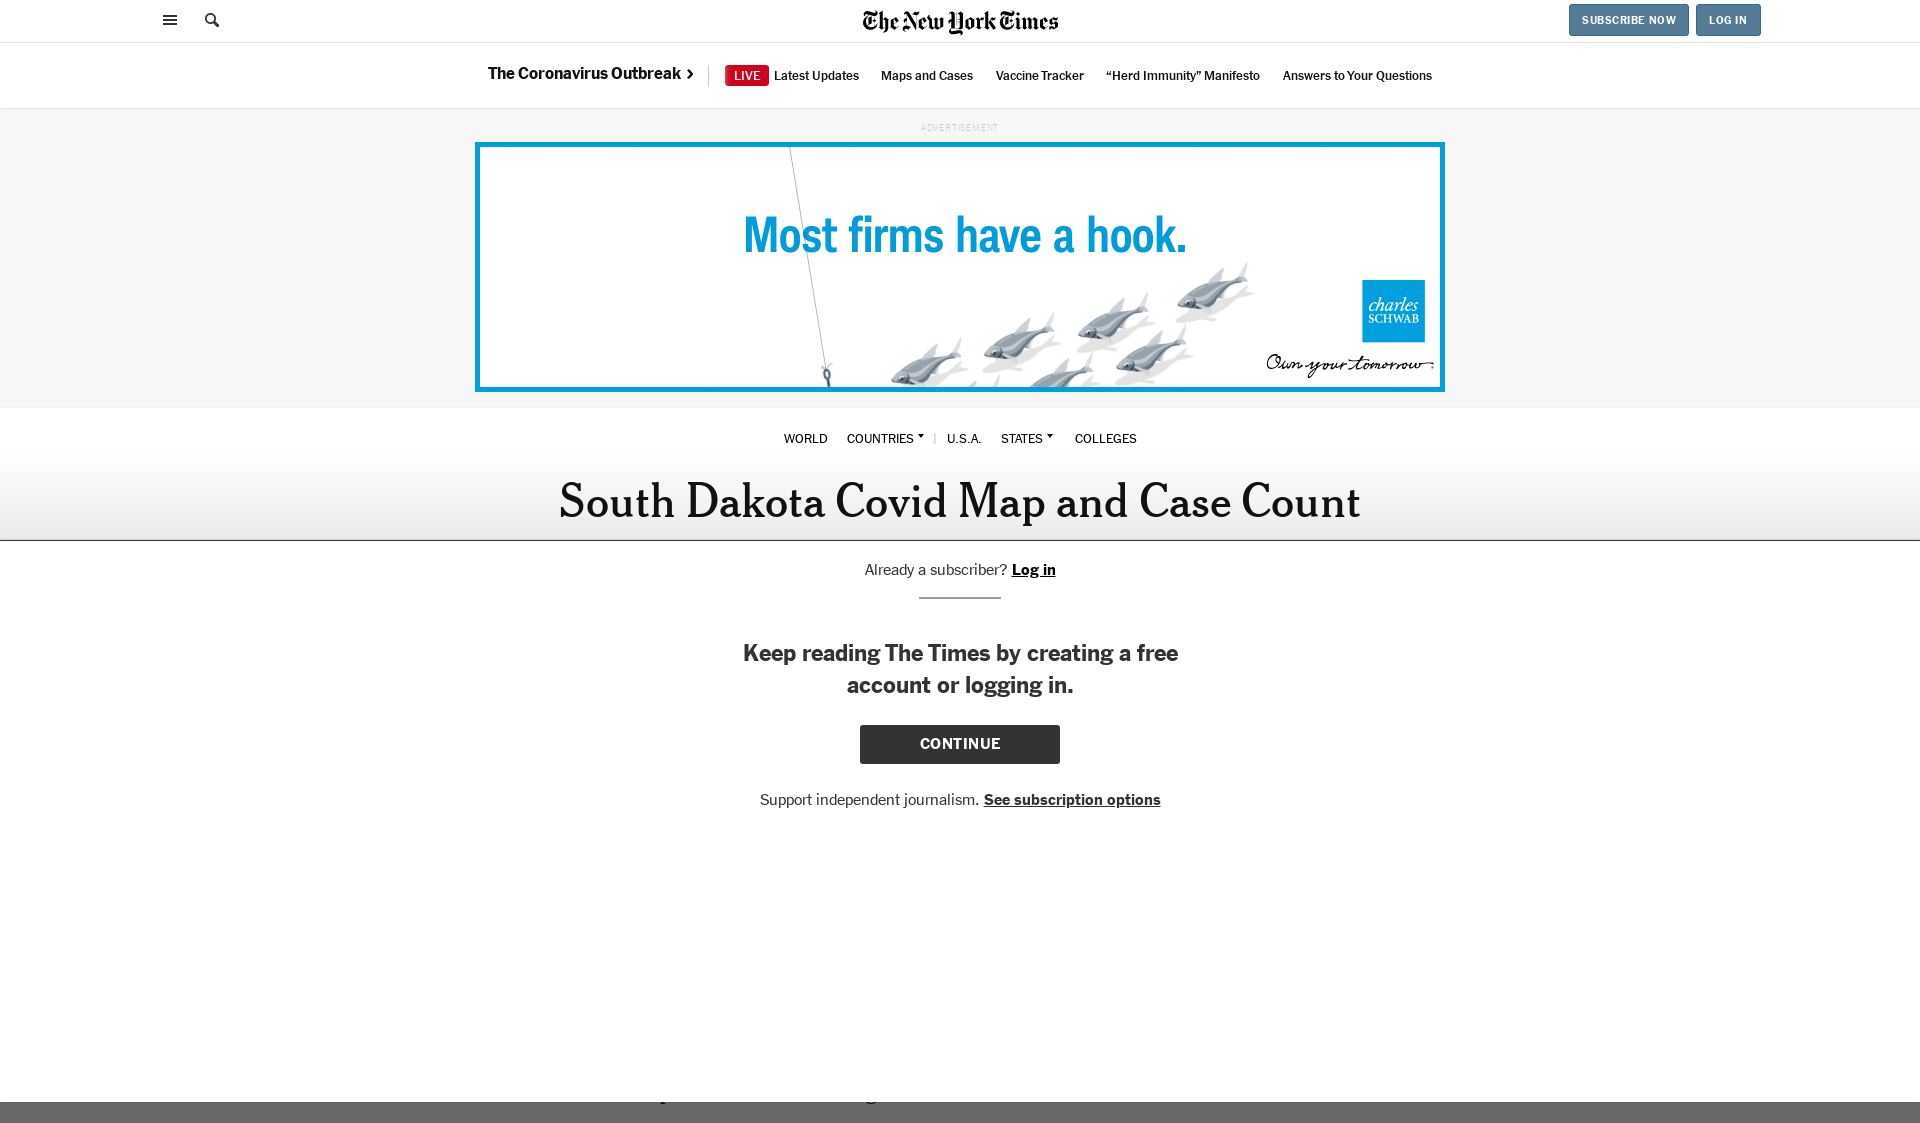 The New York Times
SUBSCRIBE NOW
LOG IN
The Coronavirus Outbreak
LIVE Latest Updates
Maps and Cases
Vaccine Tracker
“Herd Immunity” Manifesto
Answers to Your Questions
ADVERTISEMENT
Most firms have a hook.
charles
SCHWAB
Own your tomorrow
WORLD COUNTRIES | U.S.A. STATES COLLEGES
South Dakota Covid Map and Case Count
Already a subscriber? Log in
Keep reading The Times by creating a free
account or logging in.
CONTINUE
Support independent journalism. See subscription options